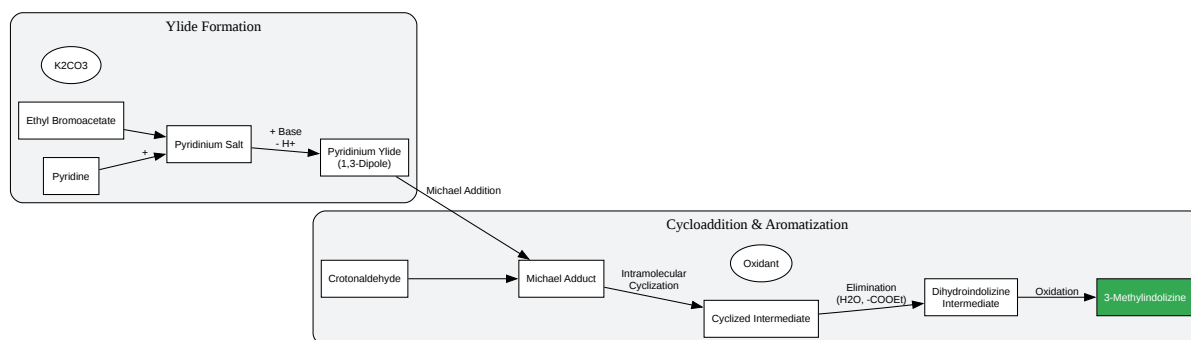 Ylide Formation
K2CO3
Ethyl Bromoacetate
Pyridine
+
Pyridinium Salt
+ Base
- H+
Pyridinium Ylide
(1,3-Dipole)
Michael Addition
Cycloaddition & Aromatization
Crotonaldehyde
Michael Adduct
Intramolecular
Cyclization
Oxidant
Cyclized Intermediate
Elimination
(H2O, -COOEt)
Dihydroindolizine
Intermediate
Oxidation
3-Methylindolizine